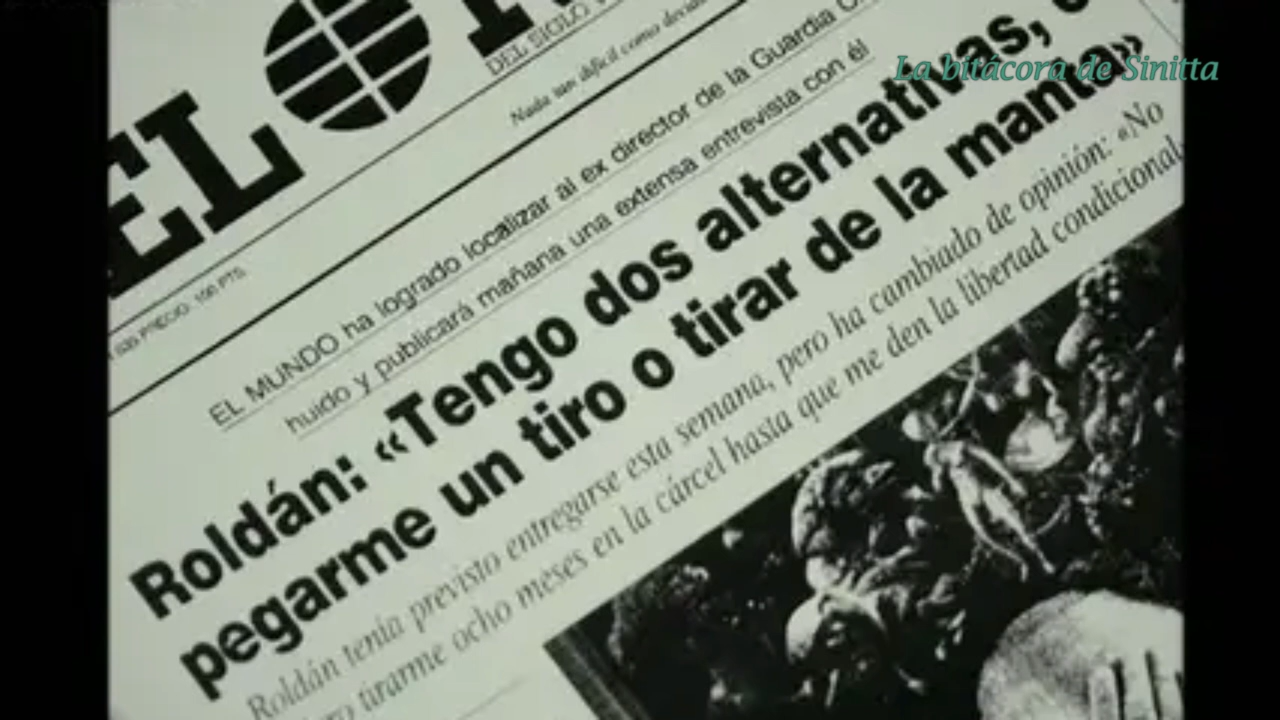 La bitácora de Sinitta
EL
DEL SIGLO
Nada tan difícil como
PRECIO: 100 PTS.
EL MUNDO ha logrado localizar al ex director de la Guardia
huido y publicará mañana una extensa entrevista con él
Roldán: «Tengo dos alternativas,
pegarme un tiro o tirar de la manta»
Roldán tenía previsto entregarse esta semana, pero ha cambiado de opinión: «No
tirarme ocho meses en la cárcel hasta que me den la libertad condicional